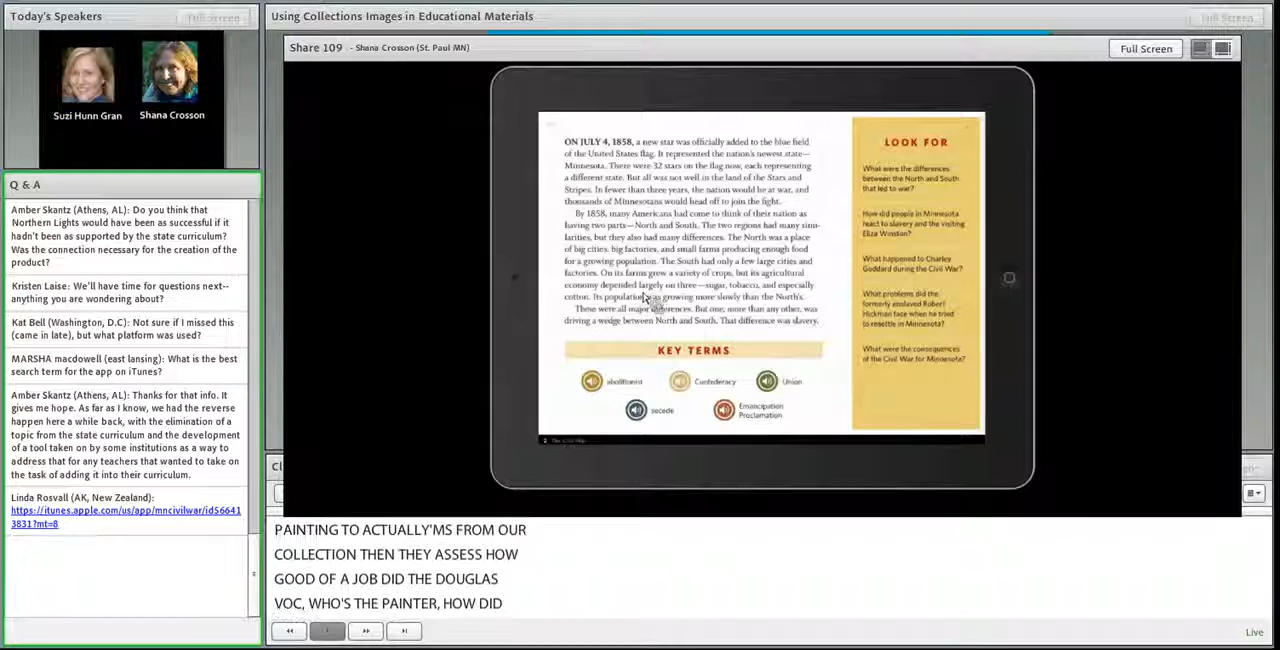 Today's Speakers
Full Screen
Suzi Hunn Gran
Shana Crosson
Q & A
Amber Skantz (Athens, AL): Do you think that
Northern Lights would have been as successful if it
hadn't been as supported by the state curriculum?
Was the connection necessary for the creation of the
product?
Kristen Laise: We'll have time for questions next--
anything you are wondering about?
Kat Bell (Washington, D.C): Not sure if I missed this
(came in late), but what platform was used?
MARSHA macdowell (east lansing): What is the best
search term for the app on iTunes?
Amber Skantz (Athens, AL): Thanks for that info. It
gives me hope. As far as I know, we had the reverse
happen here a while back, with the elimination of a
topic from the state curriculum and the development
of a tool taken on by some institutions as a way to
address that for any teachers that wanted to take on
the task of adding it into their curriculum.
Linda Rosvall (AK, New Zealand):
https://itunes.apple.com/us/app/mncivilwar/id56641
3831?mt=8
Using Collections Images in Educational Materials
Full Screen
Share 109 - Shana Crosson (St. Paul MN)
Full Screen
ON JULY 4, 1858, a new star was officially added to the blue field
of the United States flag. It represented the nation's newest state—
Minnesota. There were 32 stars on the flag now, each representing
a different state. But all was not well in the land of the Stars and
Stripes. In fewer than three years, the nation would be at war, and
thousands of Minnesotans would head off to join the fight.
By 1858, many Americans had come to think of their nation as
having two parts—North and South. The two regions had many simi-
larities, but they also had many differences. The North was a place
of big cities, big factories, and small farms producing enough food
for a growing population. The South had only a few large cities and
factories. On its farms grew a variety of crops, but its agricultural
economy depended largely on three—sugar, tobacco, and especially
cotton. Its population was growing more slowly than the North's.
These were all major differences. But one, more than any other, was
driving a wedge between North and South. That difference was slavery.
KEY TERMS
abolitionist
Confederacy
Union
secede
Emancipation
Proclamation
2 The Civil War
LOOK FOR
What were the differences
between the North and South
that led to war?
How did people in Minnesota
react to slavery and the visiting
Eliza Winston?
What happened to Charley
Goddard during the Civil War?
What problems did the
formerly enslaved Robert
Hickman face when he tried
to resettle in Minnesota?
What were the consequences
of the Civil War for Minnesota?
Cl
PAINTING TO ACTUALLY'MS FROM OUR
COLLECTION THEN THEY ASSESS HOW
GOOD OF A JOB DID THE DOUGLAS
VOC, WHO'S THE PAINTER, HOW DID
Live